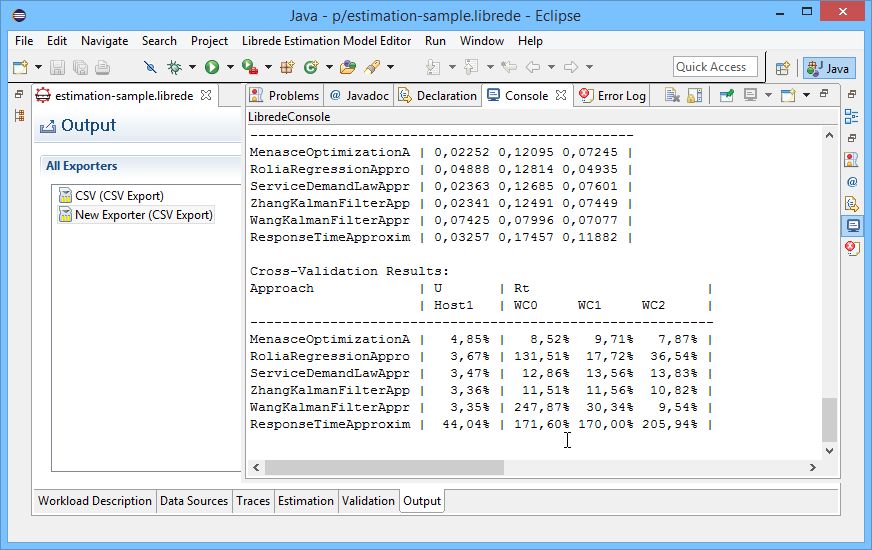 Java - p/estimation-sample.librede - Eclipse
File Edit Navigate Search Project Librede Estimation Model Editor Run Window Help
Quick Access Java
estimation-sample.librede
Problems @ Javadoc Declaration Console Error Log
Output
All Exporters
CSV (CSV Export)
New Exporter (CSV Export)
LibredeConsole
------------------------------------------------
MenasceOptimizationA | 0,02252 0,12095 0,07245 |
RoliaRegressionAppro | 0,04888 0,12814 0,04935 |
ServiceDemandLawAppr | 0,02363 0,12685 0,07601 |
ZhangKalmanFilterApp | 0,02341 0,12491 0,07449 |
WangKalmanFilterAppr | 0,07425 0,07996 0,07077 |
ResponseTimeApproxim | 0,03257 0,17457 0,11882 |
Cross-Validation Results:
Approach | U | Rt |
| Host1 | WC0 WC1 WC2 |
----------------------------------------------------------
MenasceOptimizationA | 4,85% | 8,52% 9,71% 7,87% |
RoliaRegressionAppro | 3,67% | 131,51% 17,72% 36,54% |
ServiceDemandLawAppr | 3,47% | 12,86% 13,56% 13,83% |
ZhangKalmanFilterApp | 3,36% | 11,51% 11,56% 10,82% |
WangKalmanFilterAppr | 3,35% | 247,87% 30,34% 9,54% |
ResponseTimeApproxim | 44,04% | 171,60% 170,00% 205,94% |
Workload Description Data Sources Traces Estimation Validation Output